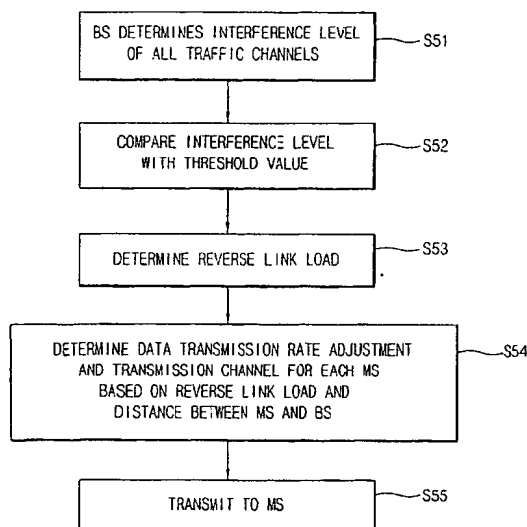 BS DETERMINES INTERFERENCE LEVEL
OF ALL TRAFFIC CHANNELS
S51
COMPARE INTERFERENCE LEVEL
WITH THRESHOLD VALUE
S52
DETERMINE REVERSE LINK LOAD
S53
DETERMINE DATA TRANSMISSION RATE ADJUSTMENT
AND TRANSMISSION CHANNEL FOR EACH MS
BASED ON REVERSE LINK LOAD AND
DISTANCE BETWEEN MS AND BS
S54
TRANSMIT TO MS
S55